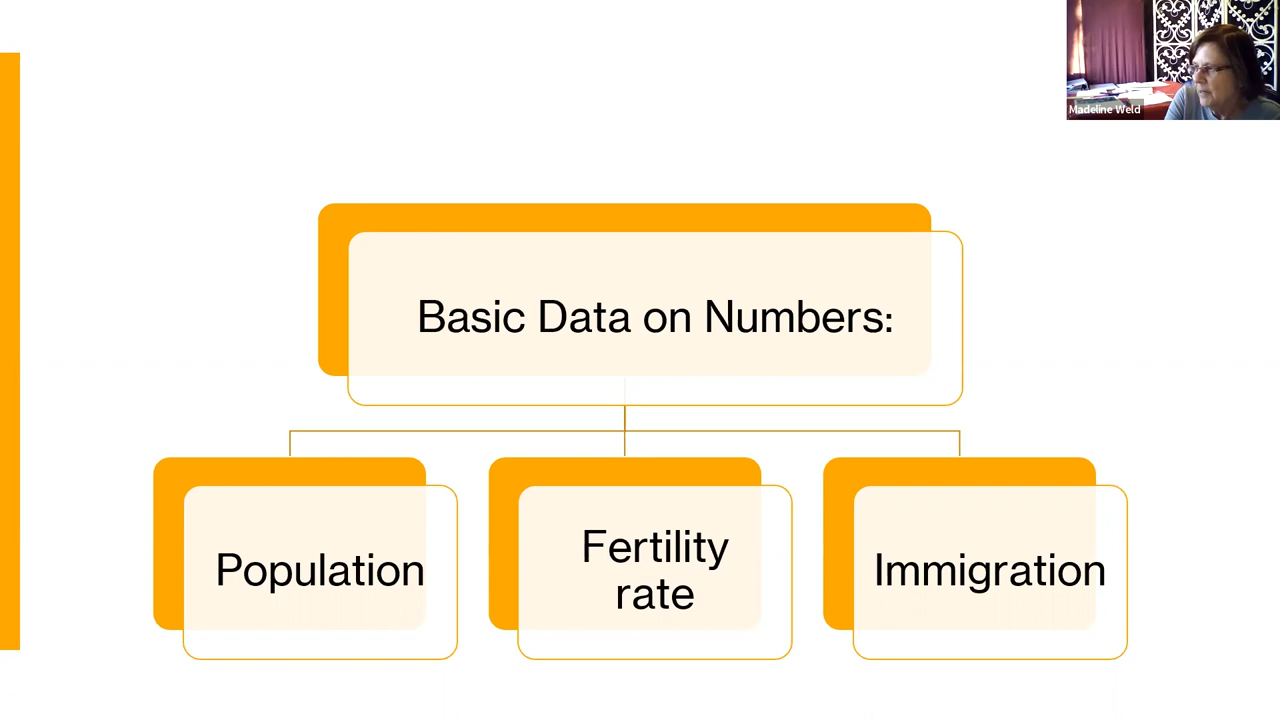 Madeline Weld
Basic Data on Numbers:
Population
Fertility
rate
Immigration